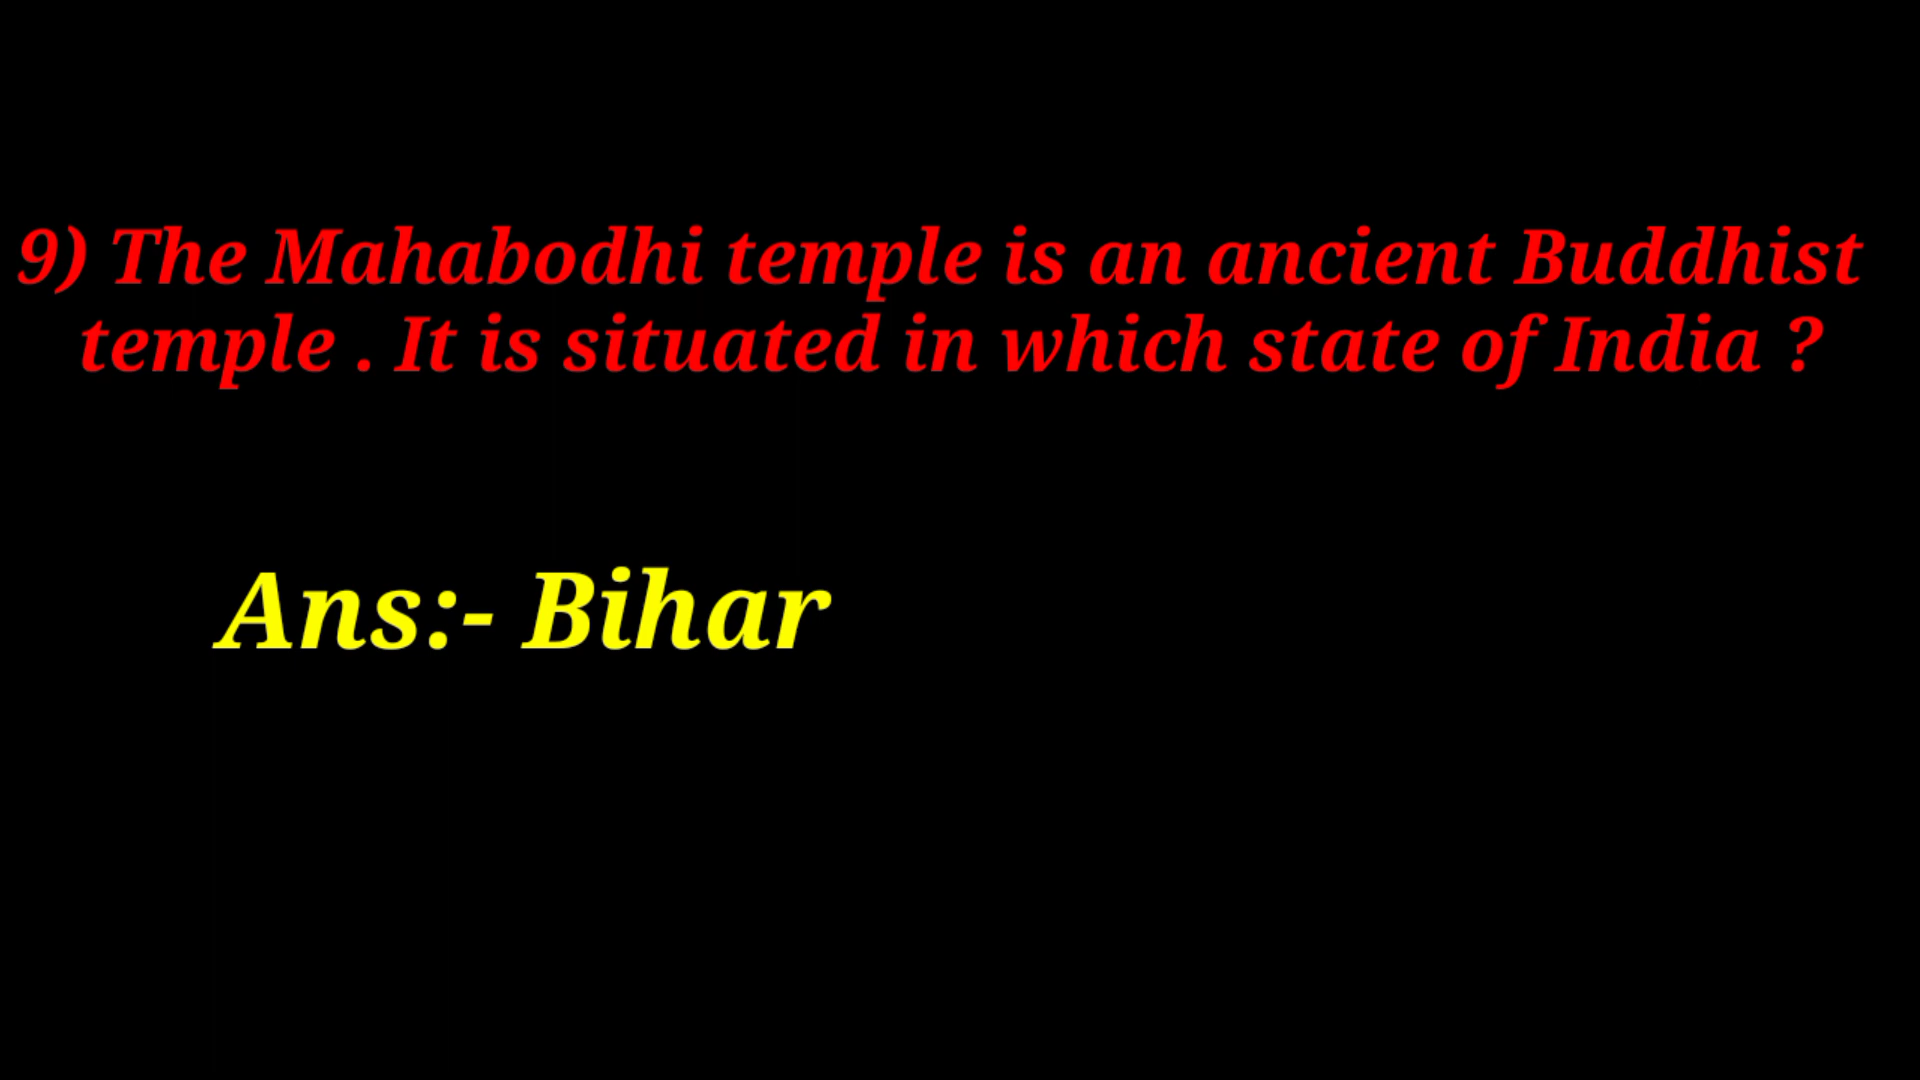 9) The Mahabodhi temple is an ancient Buddhist
temple . It is situated in which state of India ?
Ans:- Bihar